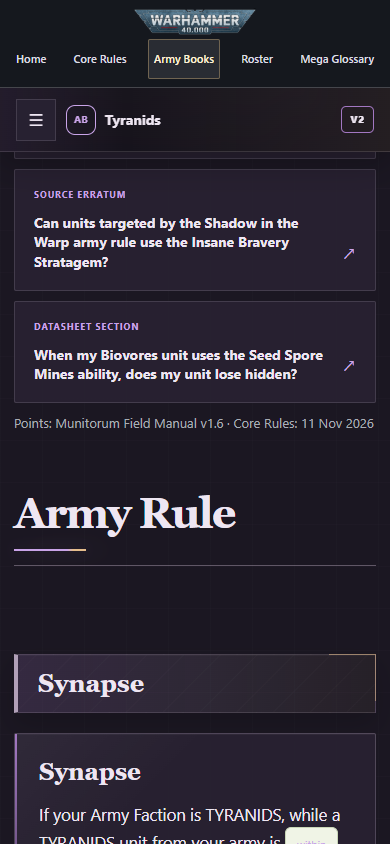 WARHAMMER
40,000
Home Core Rules Army Books Roster Mega Glossary
☰ AB Tyranids V2
SOURCE ERRATUM
Can units targeted by the Shadow in the
Warp army rule use the Insane Bravery
Stratagem? ↗
DATASHEET SECTION
When my Biovores unit uses the Seed Spore
Mines ability, does my unit lose hidden? ↗
Points: Munitorum Field Manual v1.6 · Core Rules: 11 Nov 2026
Army Rule
Synapse
Synapse
If your Army Faction is TYRANIDS, while a
TYRANIDS unit from your army is within